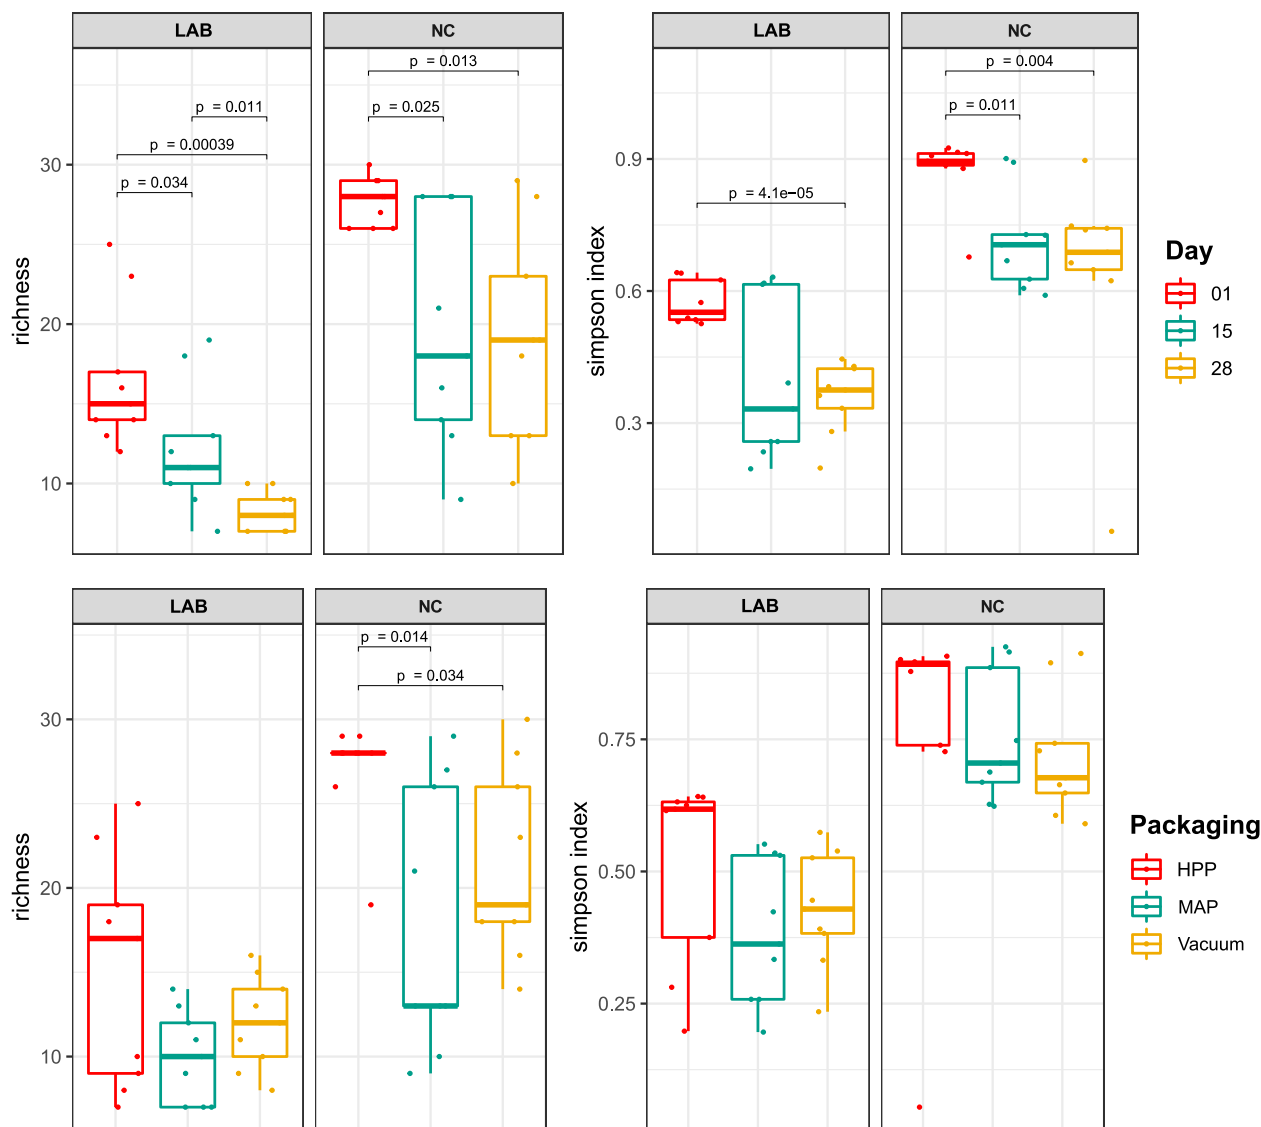 LAB
NC
LAB
NC
p = 0.013
p = 0.025
p = 0.011
p = 0.00039
p = 0.034
30
20
10
richness
p = 0.004
p = 0.011
p = 4.1e−05
0.9
0.6
0.3
simpson index
Day
01
15
28
LAB
NC
LAB
NC
p = 0.014
p = 0.034
30
20
10
richness
0.75
0.50
0.25
simpson index
Packaging
HPP
MAP
Vacuum